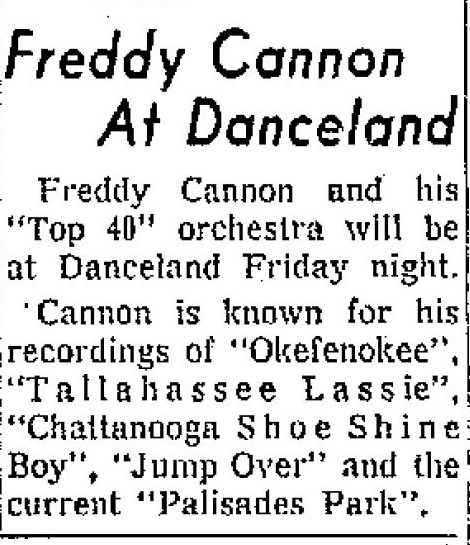 Freddy Cannon
At Danceland
Freddy Cannon and his
"Top 40" orchestra will be
at Danceland Friday night.
Cannon is known for his
recordings of "Okefenokee",
"Tallahassee Lassie",
"Chattanooga Shoe Shine
Boy", "Jump Over" and the
current "Palisades Park".